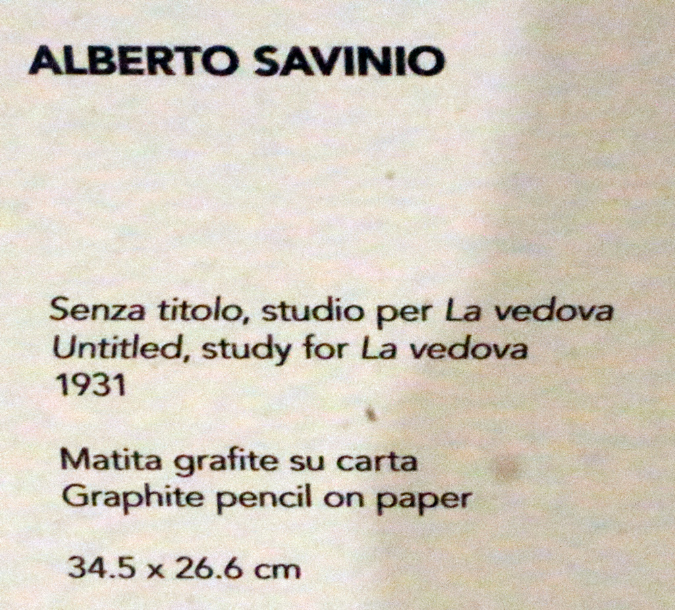 ALBERTO SAVINIO
Senza titolo, studio per La vedova
Untitled, study for La vedova
1931
Matita grafite su carta
Graphite pencil on paper
34.5 x 26.6 cm